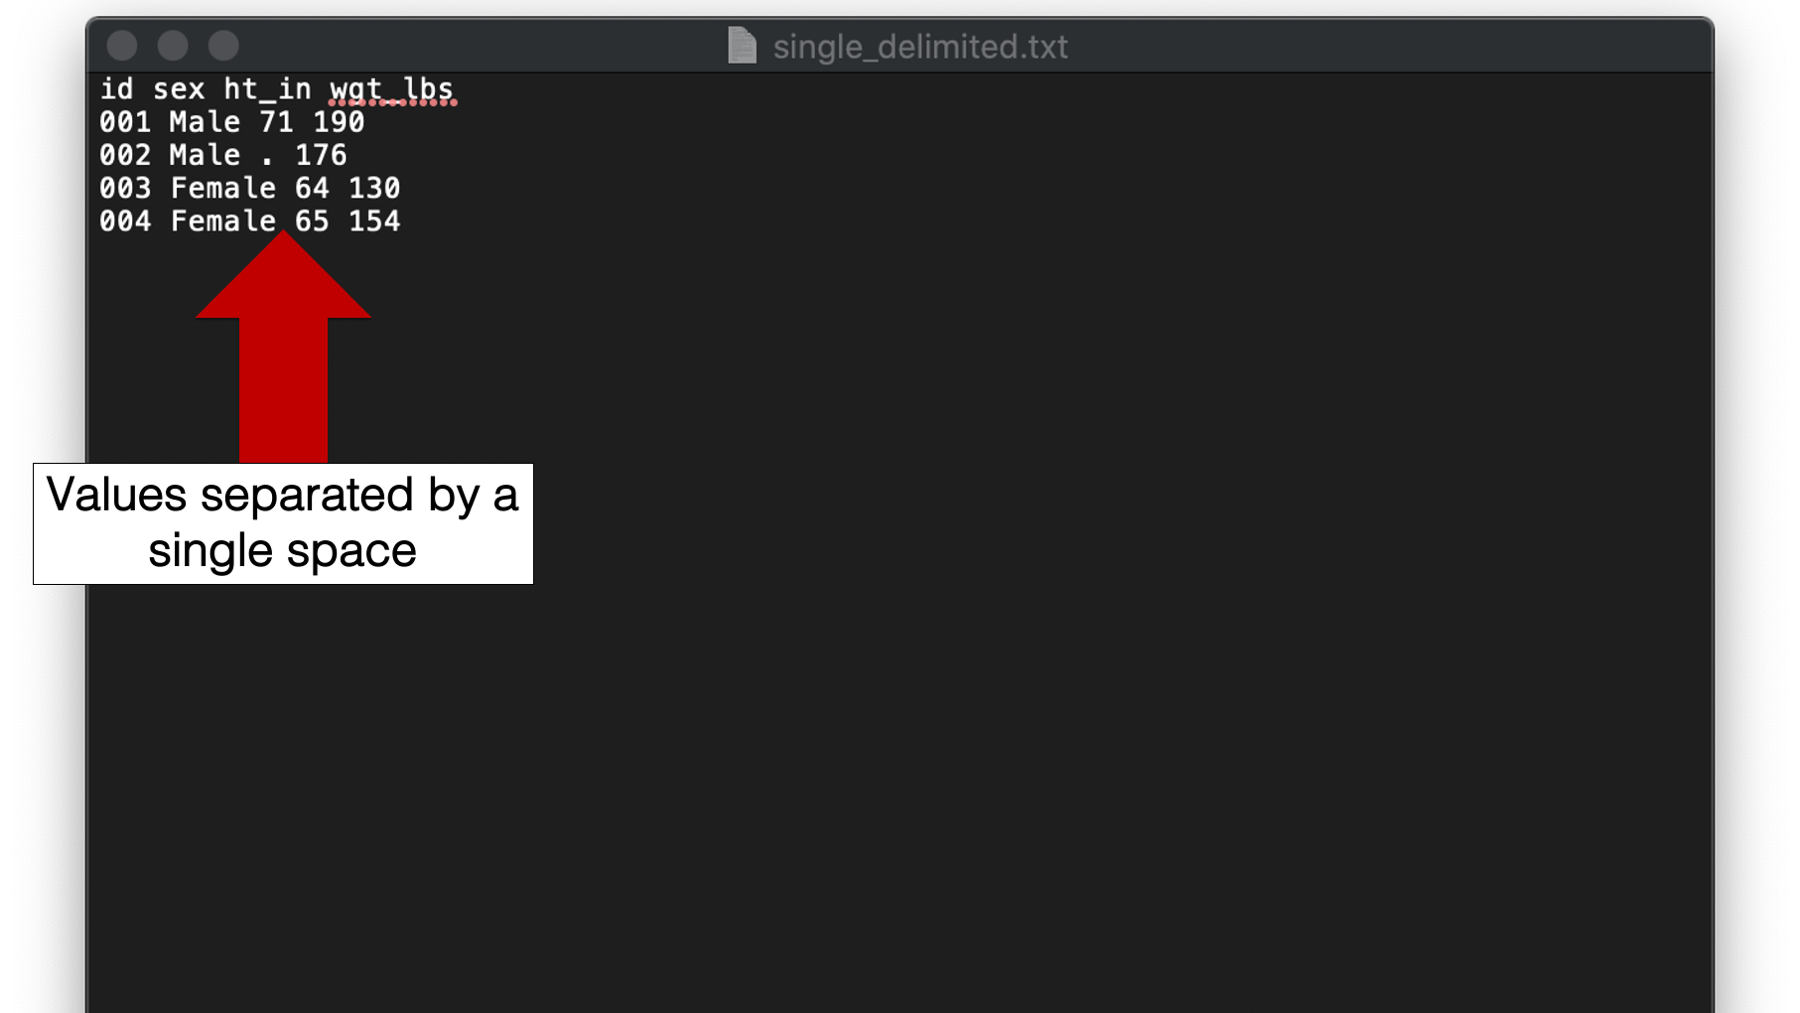 single_delimited.txt
id sex ht_in wgt_lbs
001 Male 71 190
002 Male . 176
003 Female 64 130
004 Female 65 154
Values separated by a
single space